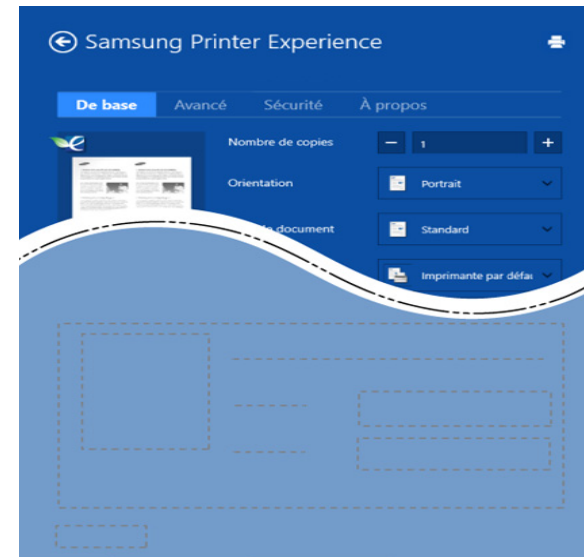 Samsung Printer Experience
De base Avancé Sécurité À propos
Nombre de copies 1
Orientation Portrait
document Standard
Imprimante par défau